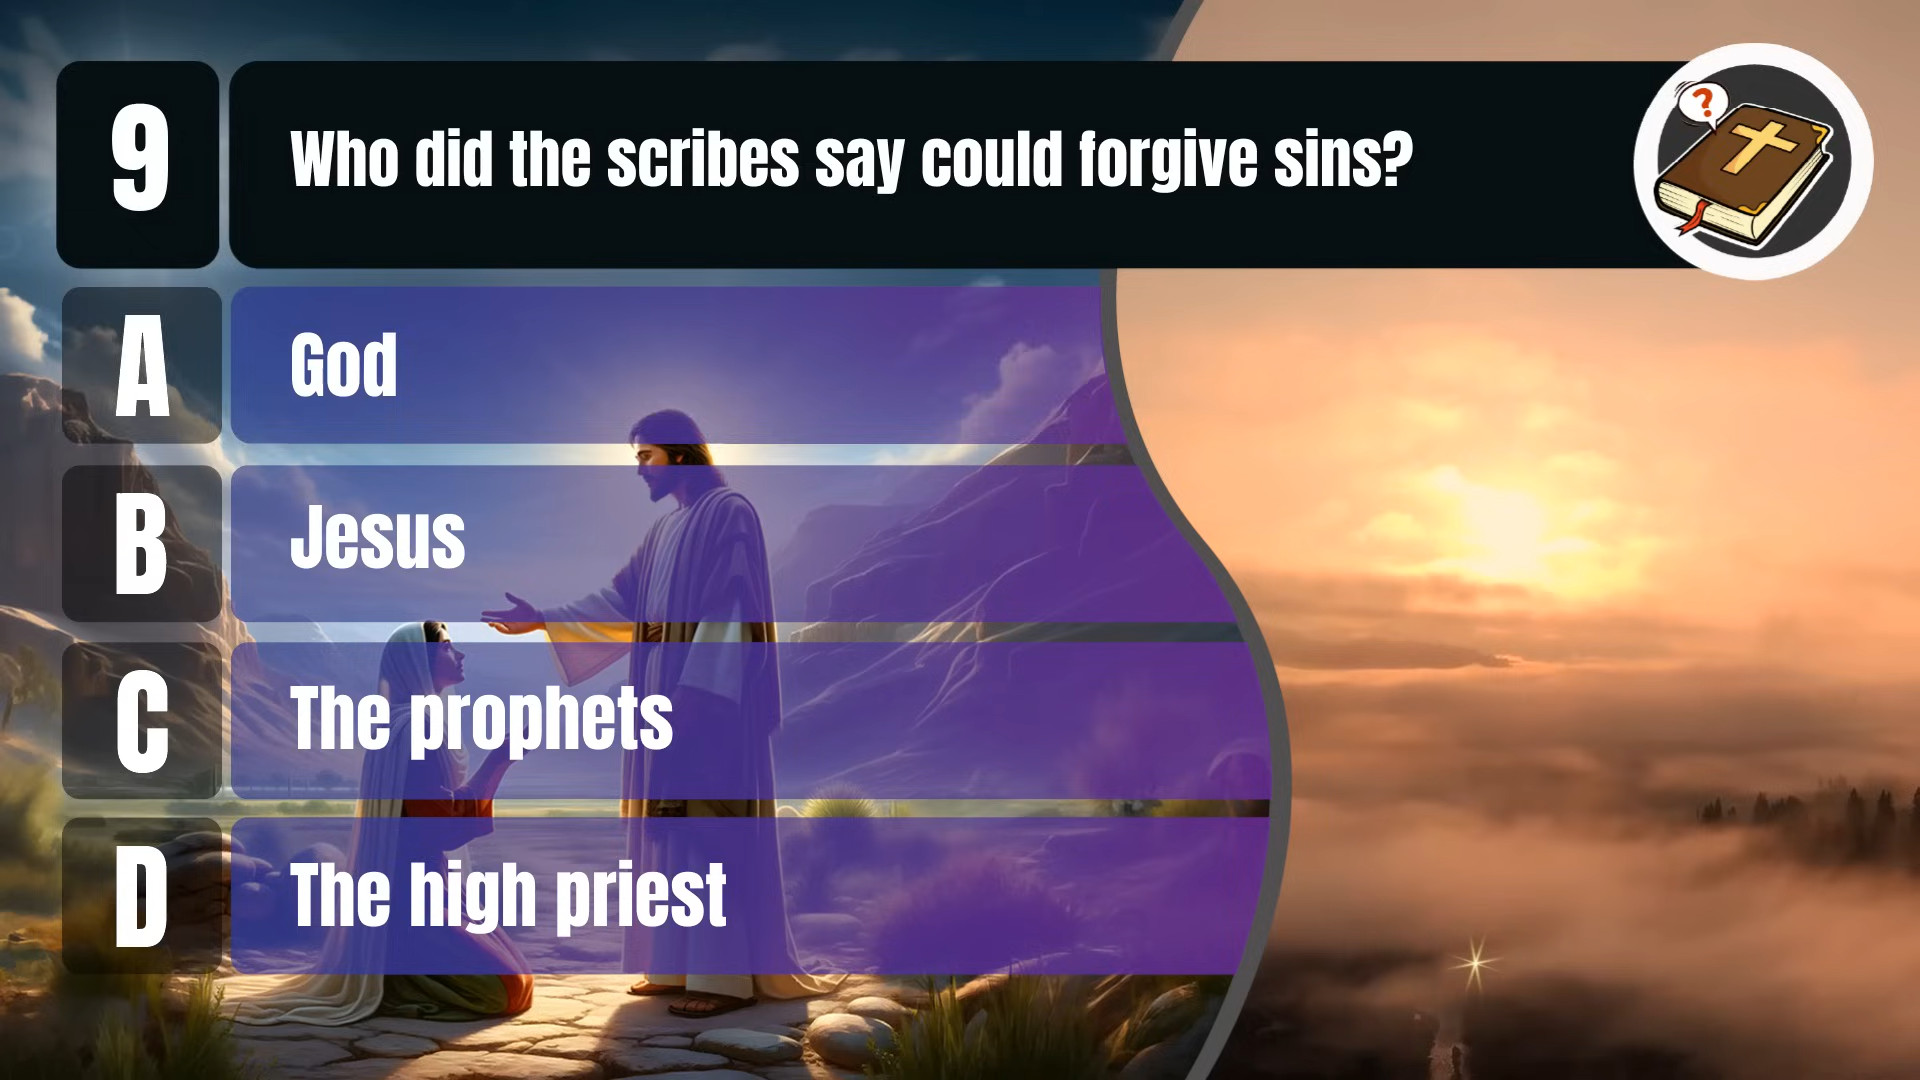 9
Who did the scribes say could forgive sins?
?
A
God
B
Jesus
C
The prophets
D
The high priest